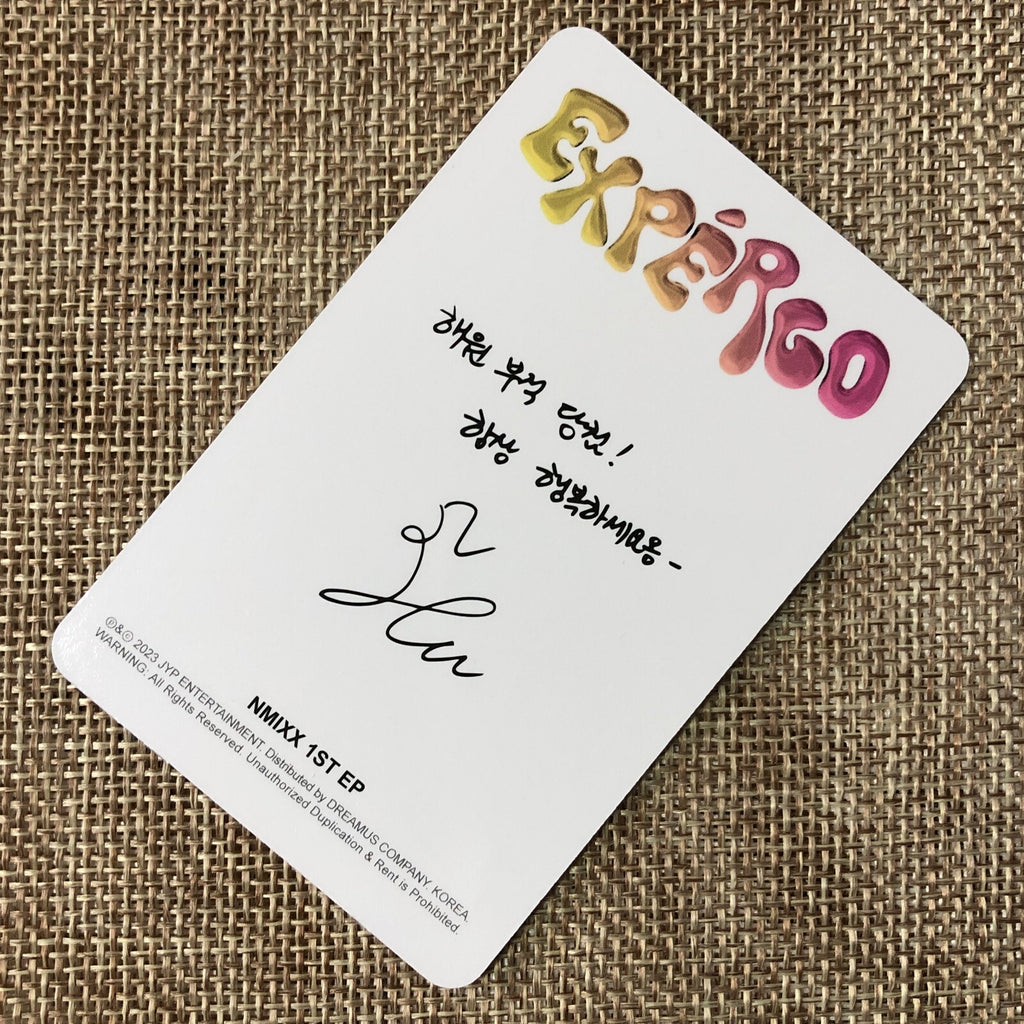 EXPÉRGO
해원 부적 당첨!
항상 행복하세요옹-
NMIXX 1ST EP
℗&© 2023 JYP ENTERTAINMENT. Distributed by DREAMUS COMPANY. KOREA.
WARNING: All Rights Reserved. Unauthorized Duplication & Rent is Prohibited.